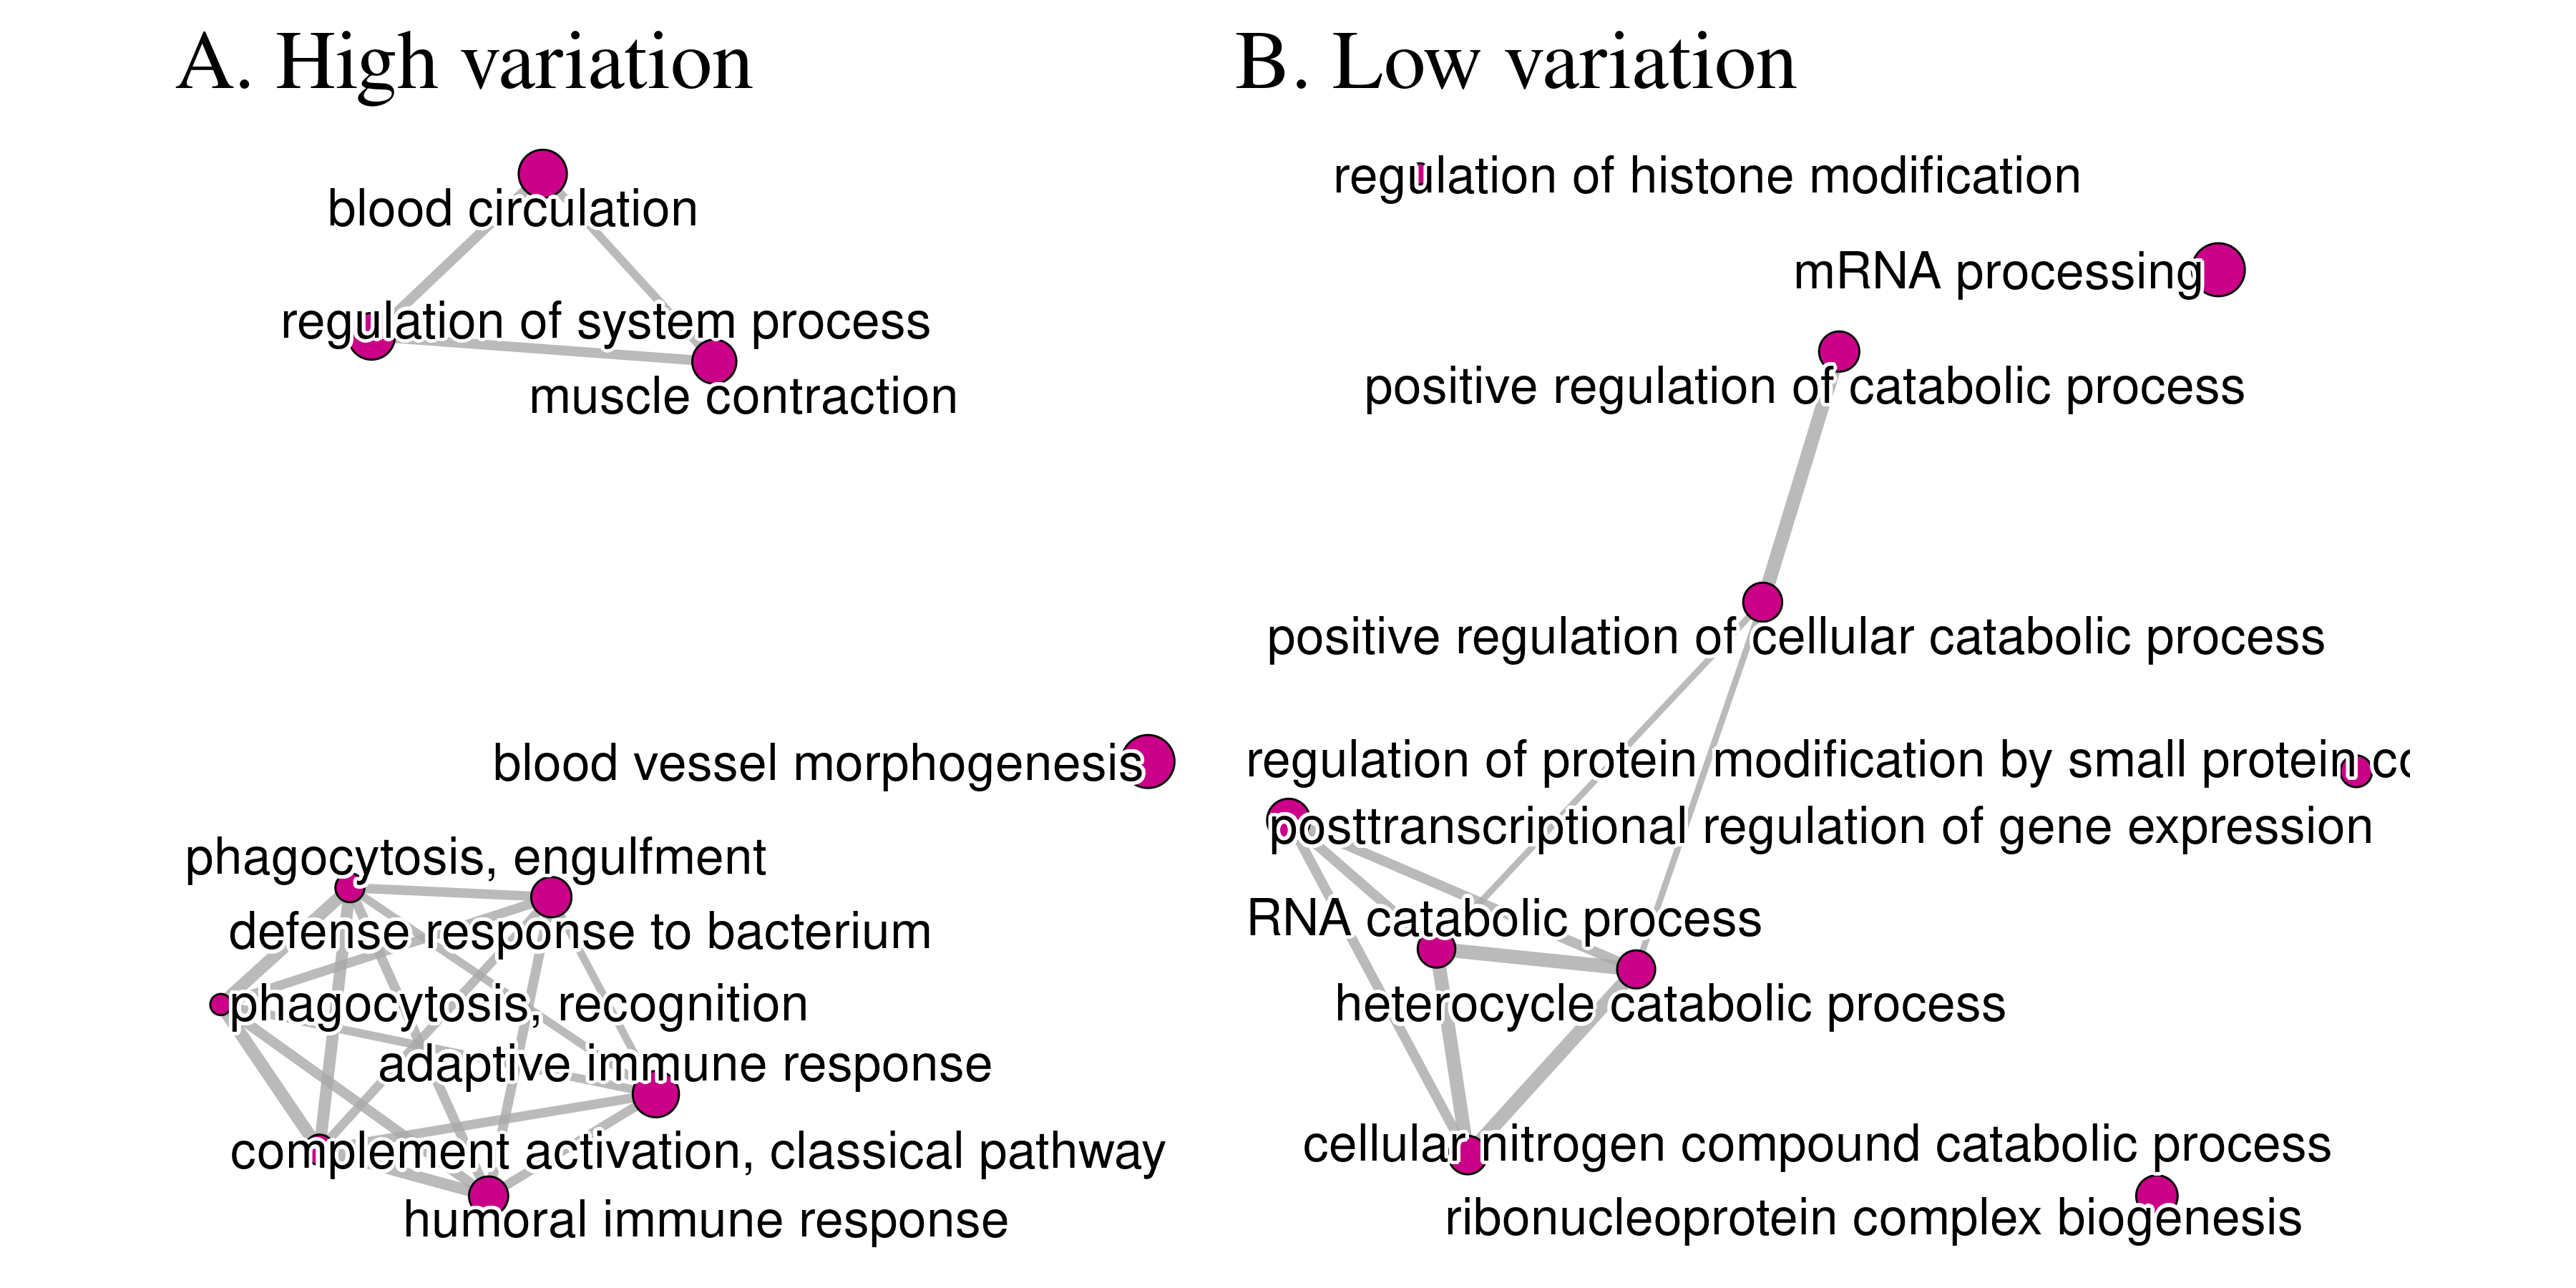 A. High variation
blood circulation
regulation of system process
muscle contraction
blood vessel morphogenesis
phagocytosis, engulfment
defense response to bacterium
phagocytosis, recognition
adaptive immune response
complement activation, classical pathway
humoral immune response
B. Low variation
regulation of histone modification
mRNA processing
positive regulation of catabolic process
positive regulation of cellular catabolic process
regulation of protein modification by small protein
posttranscriptional regulation of gene expression
RNA catabolic process
heterocycle catabolic process
cellular nitrogen compound catabolic process
ribonucleoprotein complex biogenesis